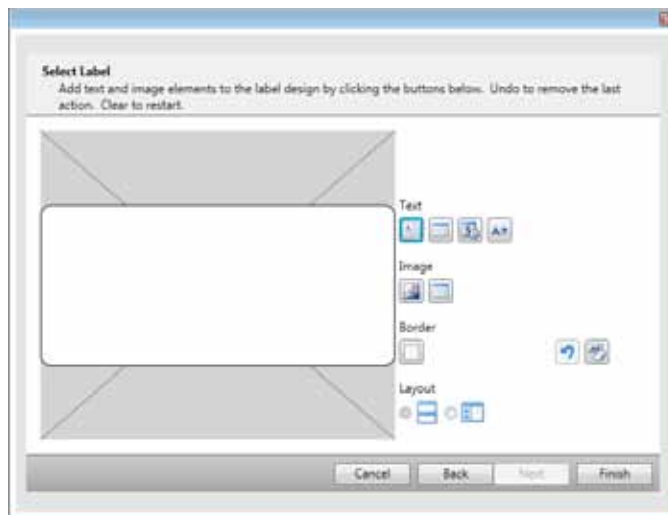 Select Label
Add text and image elements to the label design by clicking the buttons below. Undo to remove the last
action. Clear to restart.
Text
Image
Border
Layout
Cancel Back Next Finish